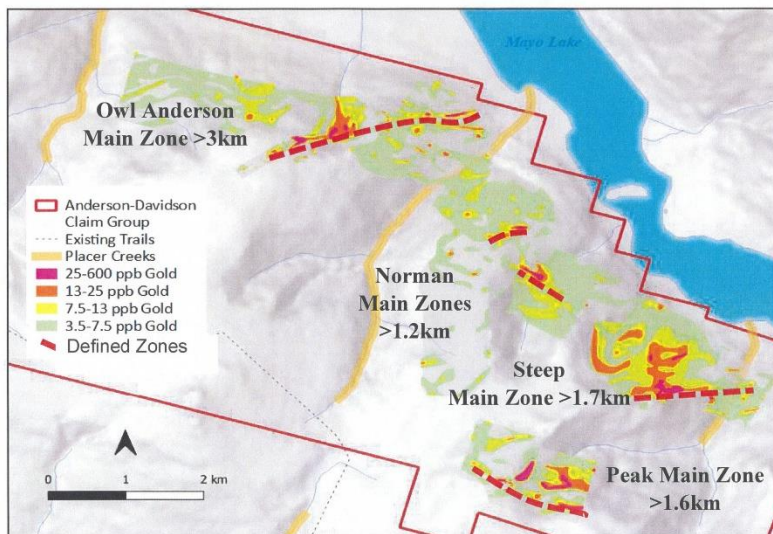 Mayo Lake
Owl Anderson
Main Zone >3km
Anderson-Davidson
Claim Group
Existing Trails
Placer Creeks
25-600 ppb Gold
13-25 ppb Gold
7.5-13 ppb Gold
3.5-7.5 ppb Gold
Defined Zones
Norman
Main Zones
>1.2km
Steep
Main Zone >1.7km
Peak Main Zone
>1.6km
0 1 2 km